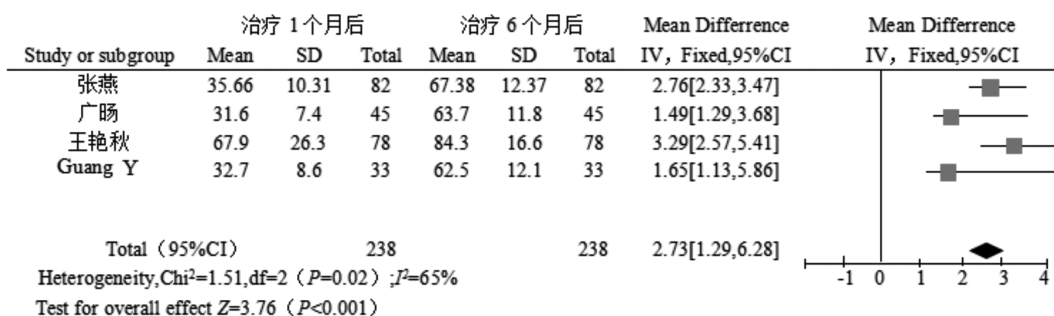 治疗 1 个月后 治疗 6 个月后 Mean Differrence Mean Difference
Study or subgroup Mean SD Total Mean SD Total IV，Fixed,95%CI IV，Fixed,95%CI
张燕 35.66 10.31 82 67.38 12.37 82 2.76[2.33,3.47]
广旸 31.6 7.4 45 63.7 11.8 45 1.49[1.29,3.68]
王艳秋 67.9 26.3 78 84.3 16.6 78 3.29[2.57,5.41]
Guang Y 32.7 8.6 33 62.5 12.1 33 1.65[1.13,5.86]
Total（95%CI） 238 238 2.73[1.29,6.28]
Heterogeneity,Chi²=1.51,df=2（P=0.02）;I²=65%
Test for overall effect Z=3.76（P<0.001）
-1 0 1 2 3 4